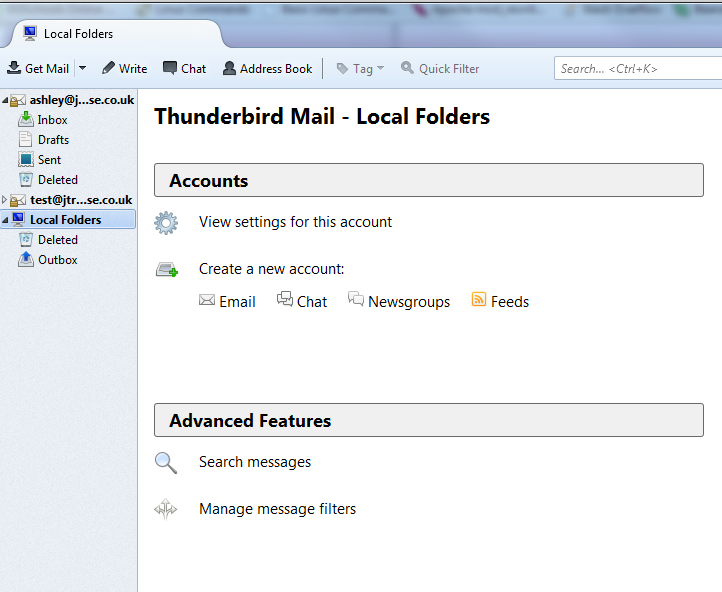 Local Folders
Get Mail Write Chat Address Book Tag Quick Filter Search... <Ctrl+K>
ashley@j...se.co.uk
Inbox
Drafts
Sent
Deleted
test@jtr...se.co.uk
Local Folders
Deleted
Outbox
Thunderbird Mail - Local Folders
Accounts
View settings for this account
Create a new account:
Email Chat Newsgroups Feeds
Advanced Features
Search messages
Manage message filters